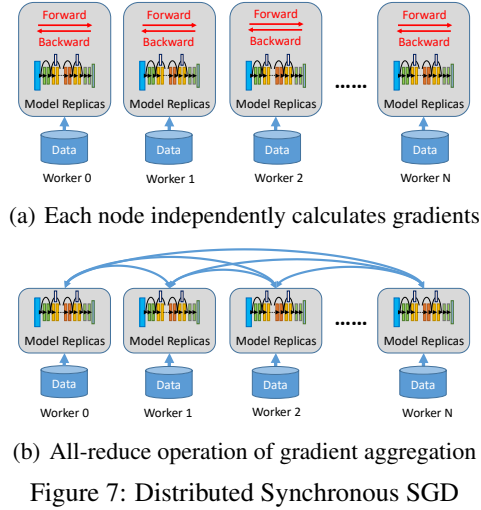 Forward Forward Forward Forward
Backward Backward Backward Backward
......
Model Replicas Model Replicas Model Replicas Model Replicas
Data Data Data Data
Worker 0 Worker 1 Worker 2 Worker N
(a) Each node independently calculates gradients
......
Model Replicas Model Replicas Model Replicas Model Replicas
Data Data Data Data
Worker 0 Worker 1 Worker 2 Worker N
(b) All-reduce operation of gradient aggregation
Figure 7: Distributed Synchronous SGD